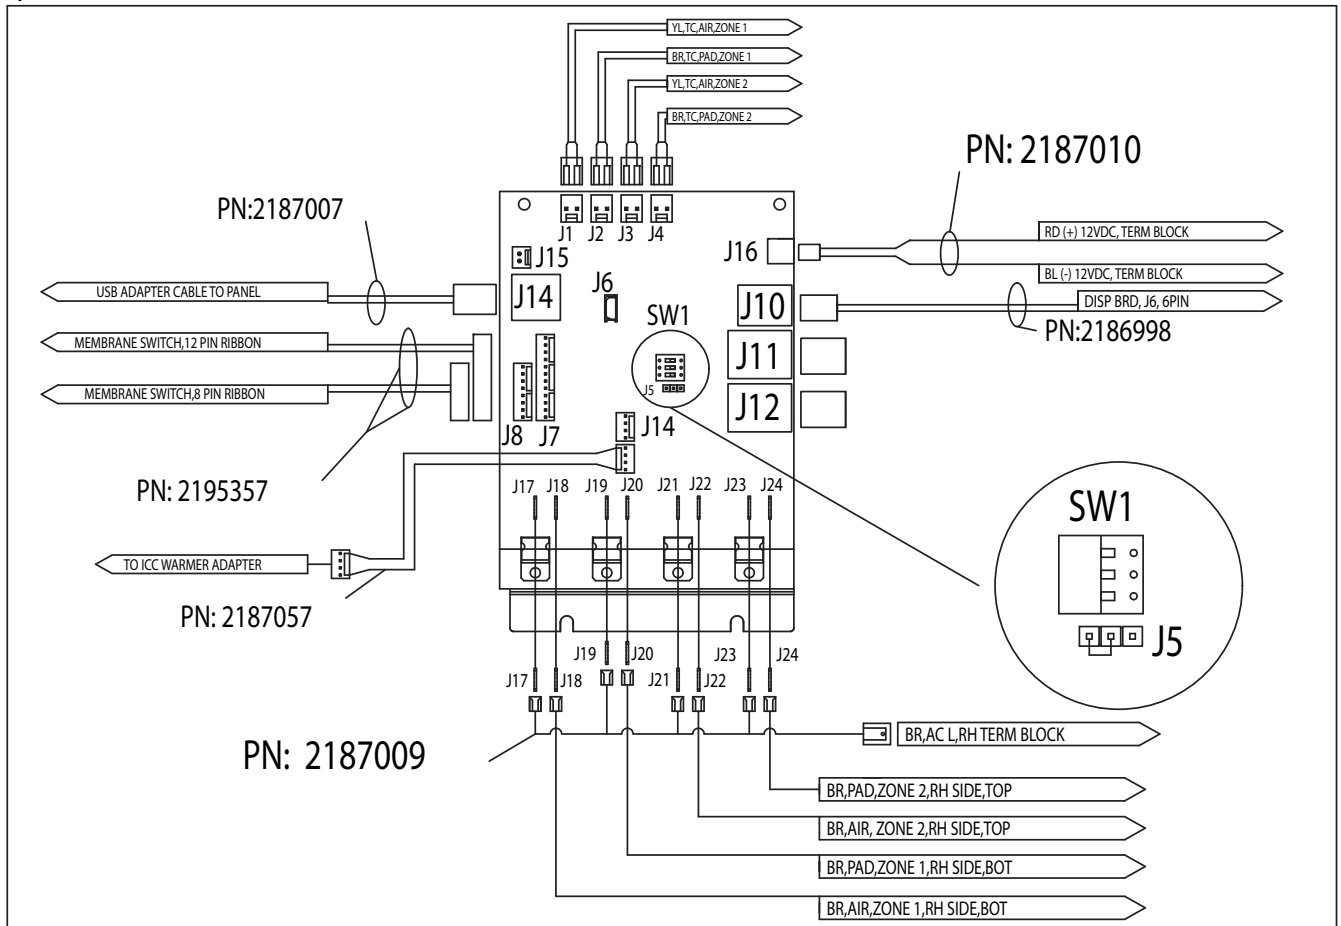 YL,TC,AIR,ZONE 1
BR,TC,PAD,ZONE 1
YL,TC,AIR,ZONE 2
BR,TC,PAD,ZONE 2
PN: 2187010
PN:2187007
J1 J2 J3 J4
RD (+) 12VDC, TERM BLOCK
J15
J16
BL (-) 12VDC, TERM BLOCK
USB ADAPTER CABLE TO PANEL
J14
J6
J10
DISP BRD, J6, 6PIN
SW1
PN:2186998
MEMBRANE SWITCH,12 PIN RIBBON
J11
J5
MEMBRANE SWITCH,8 PIN RIBBON
J12
J8 J7
J14
PN: 2195357
J17 J18 J19 J20 J21 J22 J23 J24
SW1
TO ICC WARMER ADAPTER
PN: 2187057
J5
J19 J20 J23 J24
J17 J18 J21 J22
PN: 2187009
BR,AC L,RH TERM BLOCK
BR,PAD,ZONE 2,RH SIDE,TOP
BR,AIR, ZONE 2,RH SIDE,TOP
BR,PAD,ZONE 1,RH SIDE,BOT
BR,AIR,ZONE 1,RH SIDE,BOT